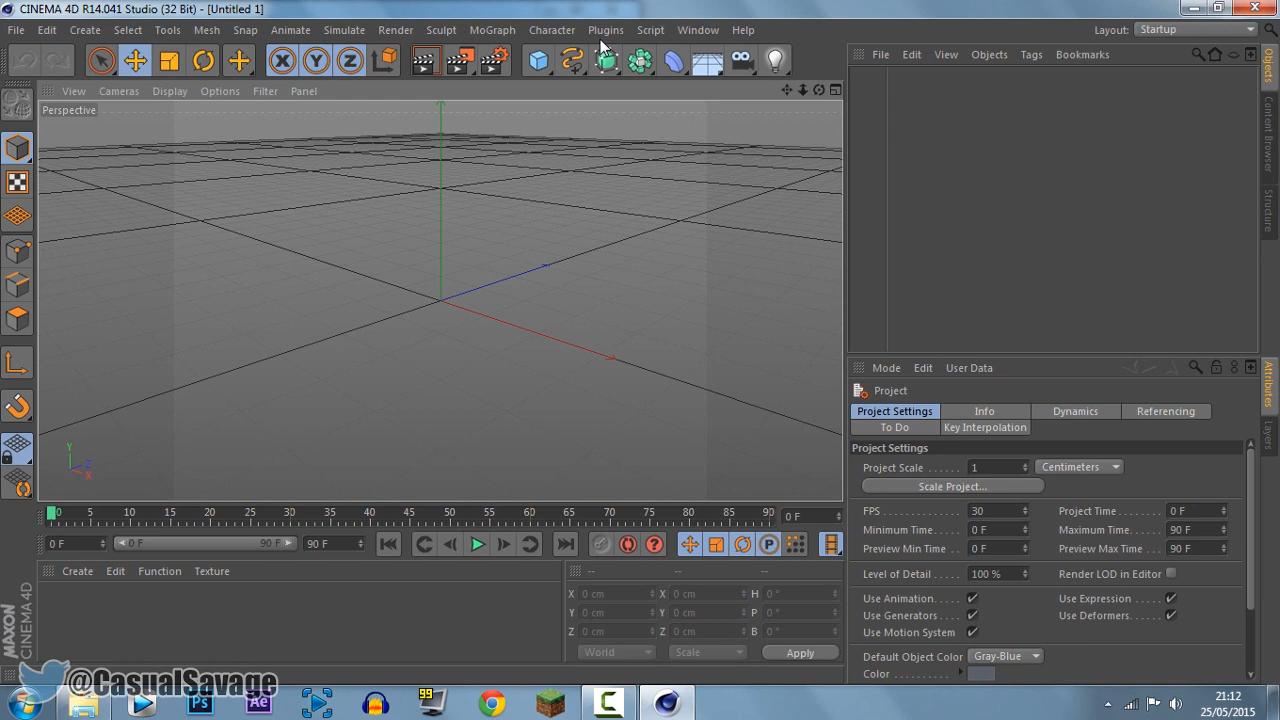 CINEMA 4D R14.041 Studio (32 Bit) - [Untitled 1]
File Edit Create Select Tools Mesh Snap Animate Simulate Render Sculpt MoGraph Character Plugins Script Window Help Layout: Startup
X Y Z
File Edit View Objects Tags Bookmarks
View Cameras Display Options Filter Panel
Perspective
Objects
Content Browser
Structure
Y
Z
X
Mode Edit User Data
Project
Project Settings Info Dynamics Referencing
To Do Key Interpolation
Project Settings
Project Scale . . . . . . 1 Centimeters
Scale Project...
FPS . . . . . . . . . . . . . . . 30 Project Time . . . . . . 0 F
Minimum Time. . . . . 0 F Maximum Time. . . . . 90 F
Preview Min Time . . 0 F Preview Max Time . . 90 F
Level of Detail . . . . . 100 % Render LOD in Editor
Use Animation. . . . . Use Expression . . . .
Use Generators. . . . Use Deformers. . . . .
Use Motion System
Default Object Color Gray-Blue
Color . . . . . . . . . .
Attributes
Layers
0 5 10 15 20 25 30 35 40 45 50 55 60 65 70 75 80 85 90 0 F
0 F 0 F 90 F 90 F
P
Create Edit Function Texture
-- -- --
X 0 cm X 0 cm H 0 °
Y 0 cm Y 0 cm P 0 °
Z 0 cm Z 0 cm B 0 °
World Scale Apply
MAXON
CINEMA 4D
@CasualSavage
Ps Ae 99
21:12
25/05/2015